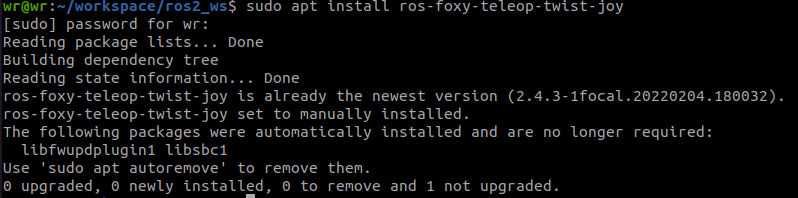 wr@wr:~/workspace/ros2_ws$ sudo apt install ros-foxy-teleop-twist-joy
[sudo] password for wr:
Reading package lists... Done
Building dependency tree
Reading state information... Done
ros-foxy-teleop-twist-joy is already the newest version (2.4.3-1focal.20220204.180032).
ros-foxy-teleop-twist-joy set to manually installed.
The following packages were automatically installed and are no longer required:
  libfwupdplugin1 libsbc1
Use 'sudo apt autoremove' to remove them.
0 upgraded, 0 newly installed, 0 to remove and 1 not upgraded.